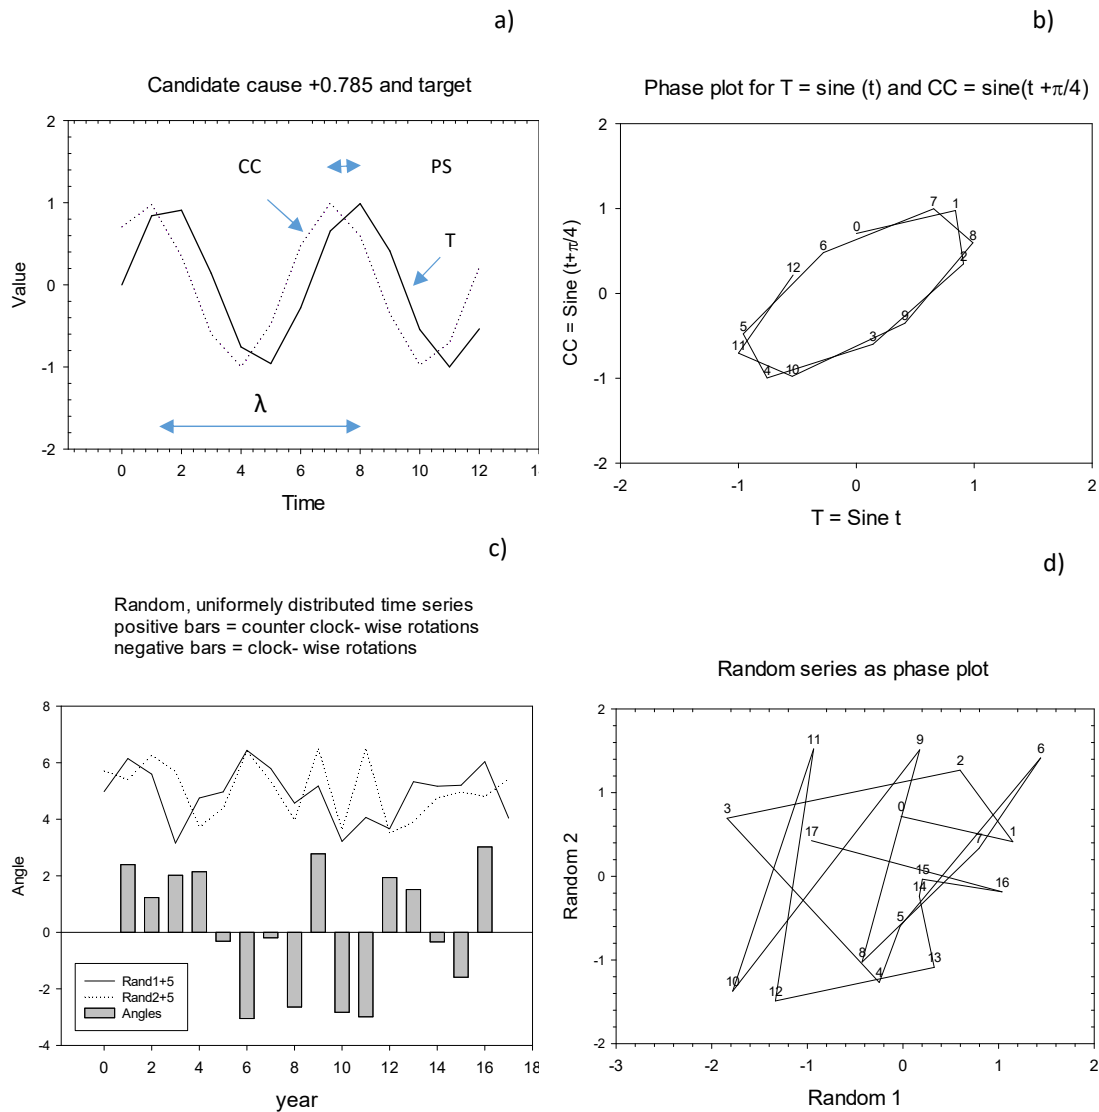 a)
Candidate cause +0.785 and target
CC
PS
T
λ
Value
2
1
0
-1
-2
0 2 4 6 8 10 12 1
Time
b)
Phase plot for T = sine (t) and CC = sine(t +π/4)
CC = Sine (t+π/4)
2
1
0
-1
-2
0
1
2
3
4
5
6
7
8
9
10
11
12
-2 -1 0 1 2
T = Sine t
c)
Random, uniformely distributed time series
positive bars = counter clock- wise rotations
negative bars = clock- wise rotations
Angle
8
6
4
2
0
-2
-4
Rand1+5
Rand2+5
Angles
0 2 4 6 8 10 12 14 16 18
year
d)
Random series as phase plot
Random 2
2
1
0
-1
-2
0
1
2
3
4
5
6
7
8
9
10
11
12
13
14
15
16
17
-3 -2 -1 0 1 2
Random 1